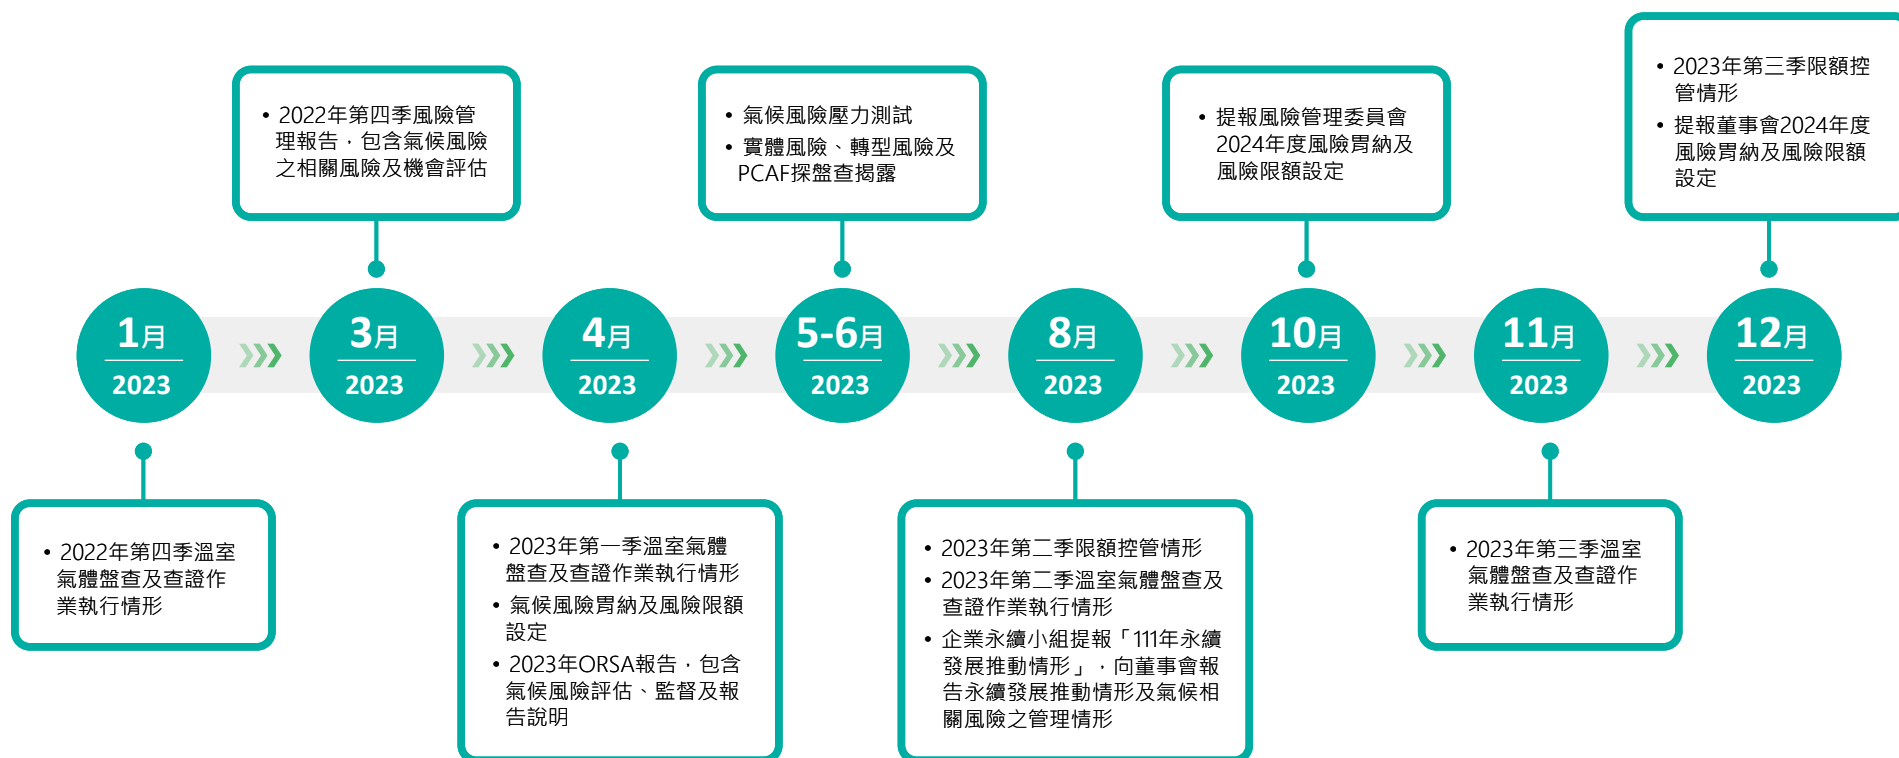 • 2022年第四季風險管
理報告，包含氣候風險
之相關風險及機會評估
• 氣候風險壓力測試
• 實體風險、轉型風險及
PCAF探盤查揭露
• 提報風險管理委員會
2024年度風險胃納及
風險限額設定
• 2023年第三季限額控
管情形
• 提報董事會2024年度
風險胃納及風險限額
設定
1月
2023
3月
2023
4月
2023
5-6月
2023
8月
2023
10月
2023
11月
2023
12月
2023
• 2022年第四季溫室
氣體盤查及查證作
業執行情形
• 2023年第一季溫室氣體
盤查及查證作業執行情形
• 氣候風險胃納及風險限額
設定
• 2023年ORSA報告，包含
氣候風險評估、監督及報
告說明
• 2023年第二季限額控管情形
• 2023年第二季溫室氣體盤查及
查證作業執行情形
• 企業永續小組提報「111年永續
發展推動情形」，向董事會報
告永續發展推動情形及氣候相
關風險之管理情形
• 2023年第三季溫室
氣體盤查及查證作
業執行情形